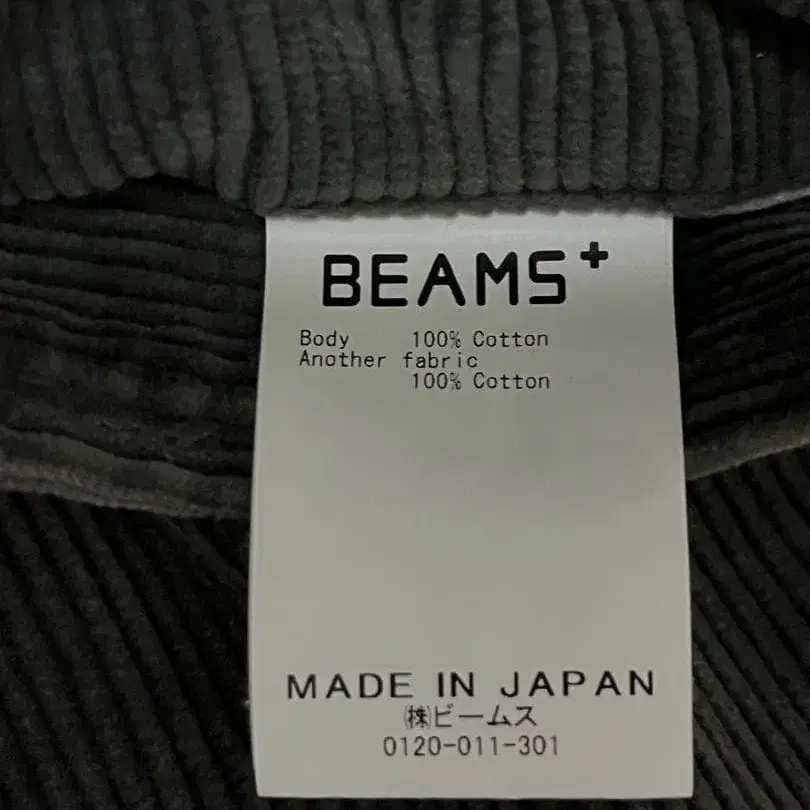 BEAMS+
Body 100% Cotton
Another fabric
100% Cotton
MADE IN JAPAN
㈱ビームス
0120-011-301